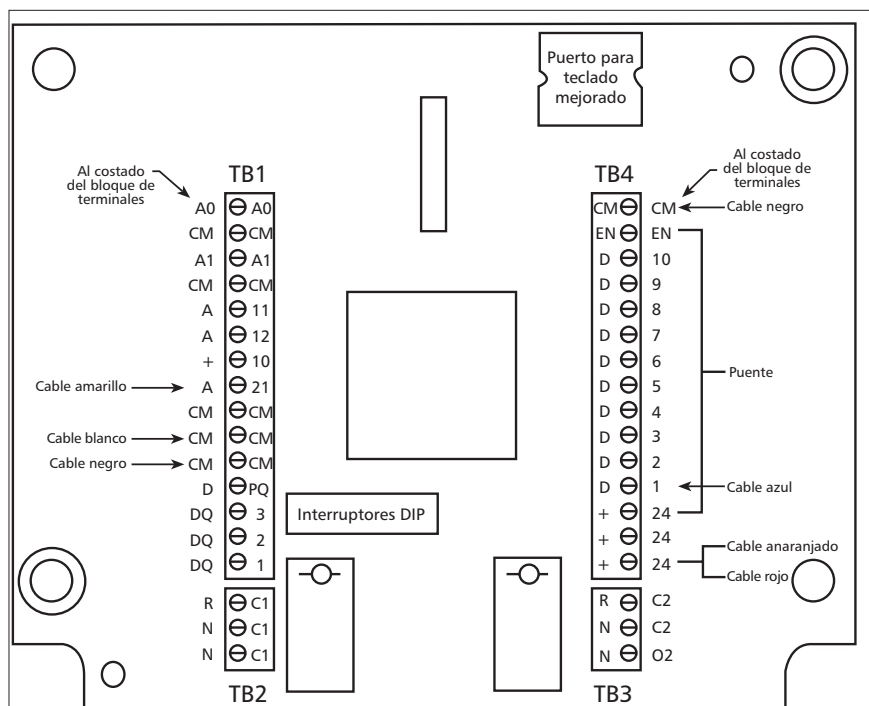 Puerto para
teclado
mejorado
Al costado
del bloque de
terminales
TB1
A0 A0
CM CM
A1 A1
CM CM
A 11
A 12
+ 10
Cable amarillo A 21
CM CM
Cable blanco CM CM
Cable negro CM CM
D PQ
DQ 3
DQ 2
DQ 1
R C1
N C1
N C1
TB2
Interruptores DIP
TB4
Al costado
del bloque de
terminales
CM CM Cable negro
EN EN
D 10
D 9
D 8
D 7
D 6
D 5
D 4
D 3
D 2
D 1 Cable azul
+ 24
+ 24
+ 24
Puente
Cable anaranjado
Cable rojo
R C2
N C2
N O2
TB3